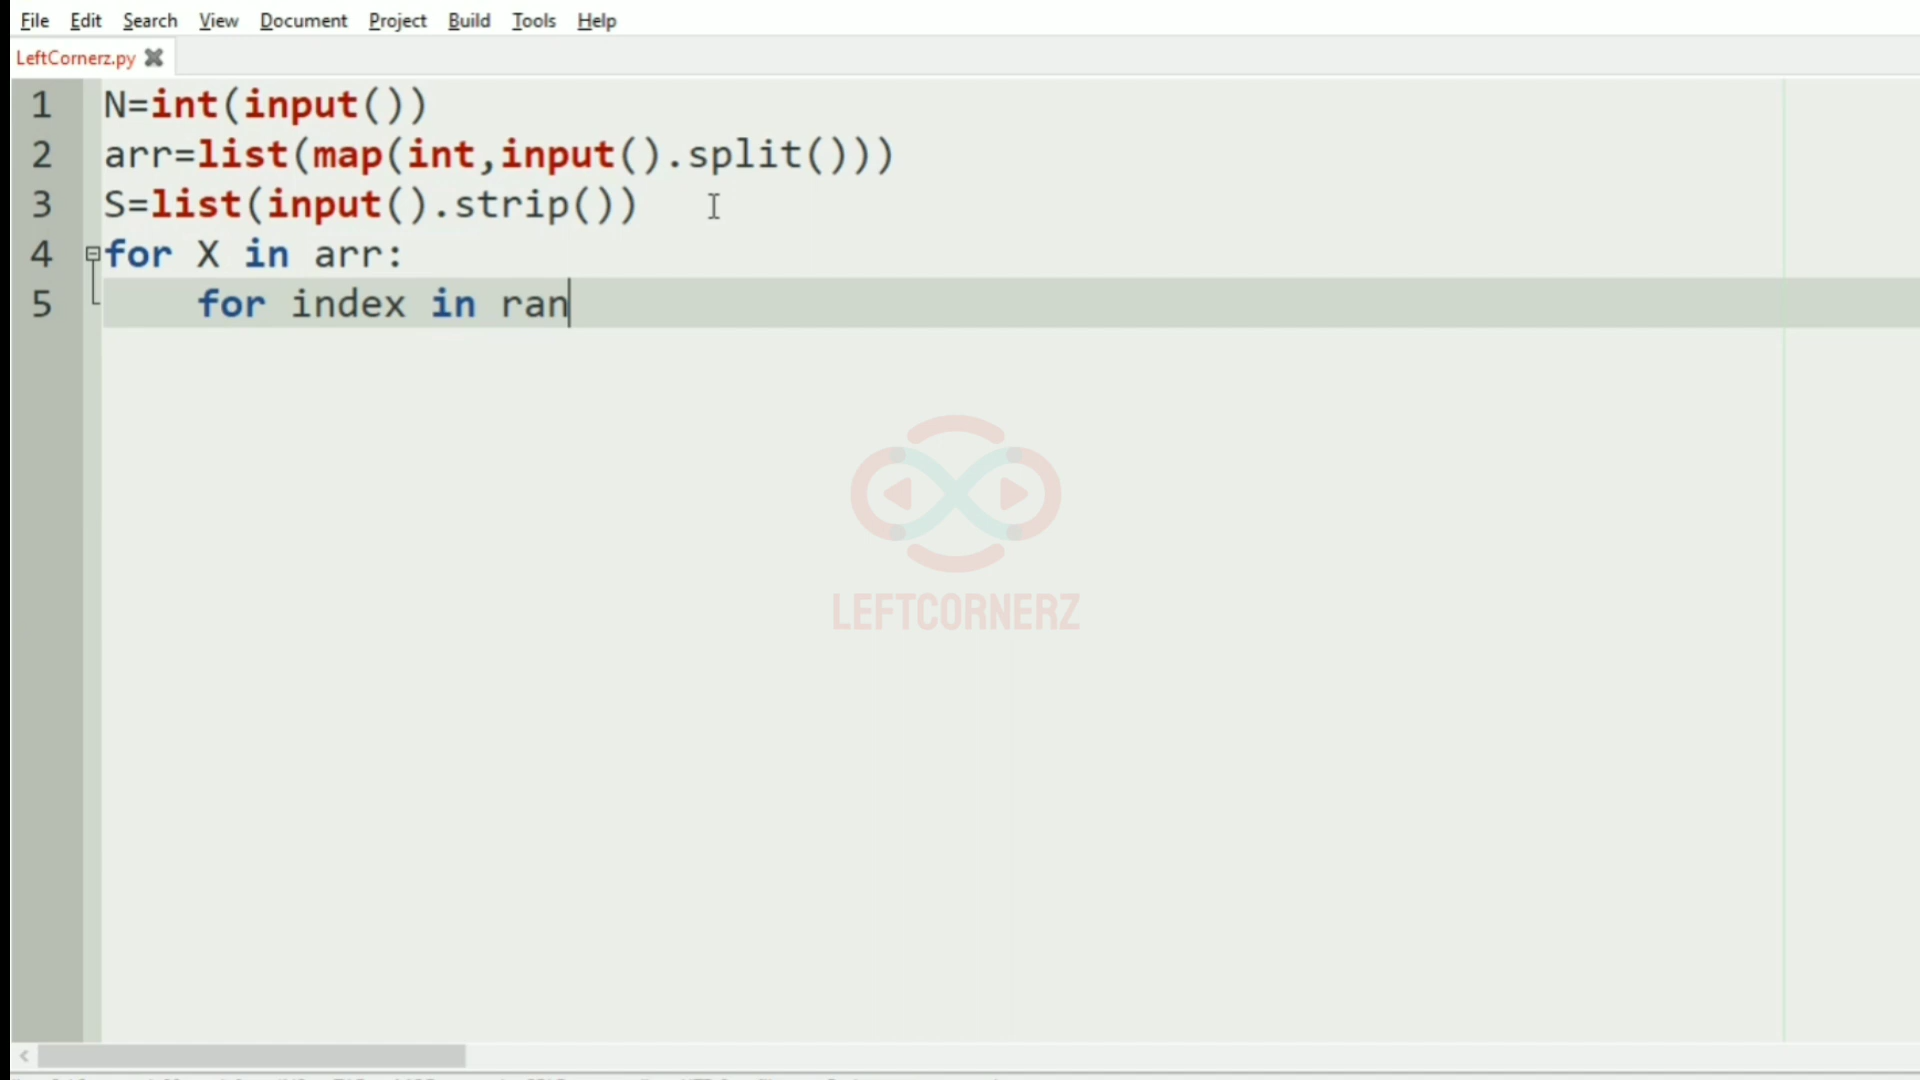 File Edit Search View Document Project Build Tools Help
LeftCornerz.py
1 N=int(input())
2 arr=list(map(int,input().split()))
3 S=list(input().strip())
4 for X in arr:
5     for index in ran
LEFTCORNERZ